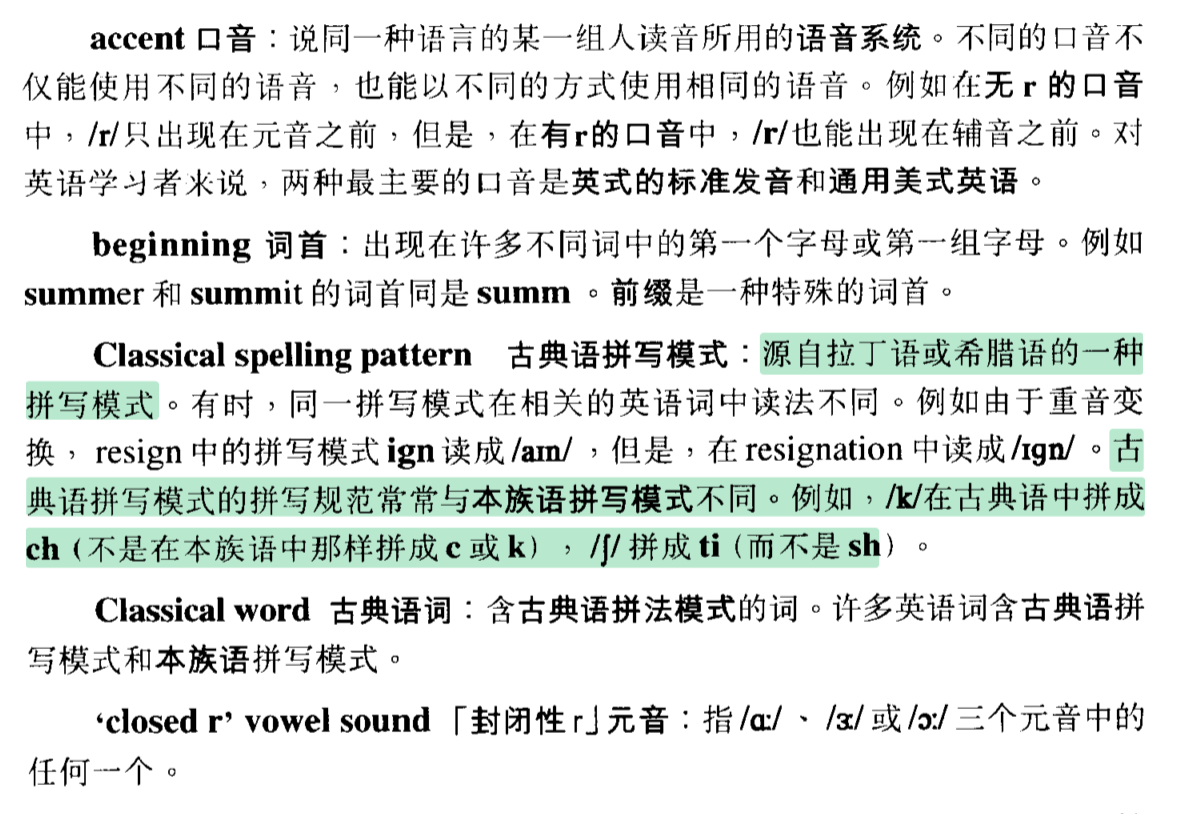 accent 口音：说同一种语言的某一组人读音所用的语音系统。不同的口音不
仅能使用不同的语音，也能以不同的方式使用相同的语音。例如在无 r 的口音
中，/r/只出现在元音之前，但是，在有r的口音中，/r/也能出现在辅音之前。对
英语学习者来说，两种最主要的口音是英式的标准发音和通用美式英语。
beginning 词首：出现在许多不同词中的第一个字母或第一组字母。例如
summer 和 summit 的词首同是 summ 。前缀是一种特殊的词首。
Classical spelling pattern 古典语拼写模式：源自拉丁语或希腊语的一种
拼写模式。有时，同一拼写模式在相关的英语词中读法不同。例如由于重音变
换，resign 中的拼写模式 ign 读成 /aɪn/ ，但是，在 resignation 中读成 /ɪgn/ 。古
典语拼写模式的拼写规范常常与本族语拼写模式不同。例如，/k/在古典语中拼成
ch（不是在本族语中那样拼成 c 或 k），/ʃ/ 拼成 ti（而不是 sh）。
Classical word 古典语词：含古典语拼法模式的词。许多英语词含古典语拼
写模式和本族语拼写模式。
‘closed r’ vowel sound「封闭性 r」元音：指 /ɑː/、/ɜː/ 或 /ɔː/ 三个元音中的
任何一个。